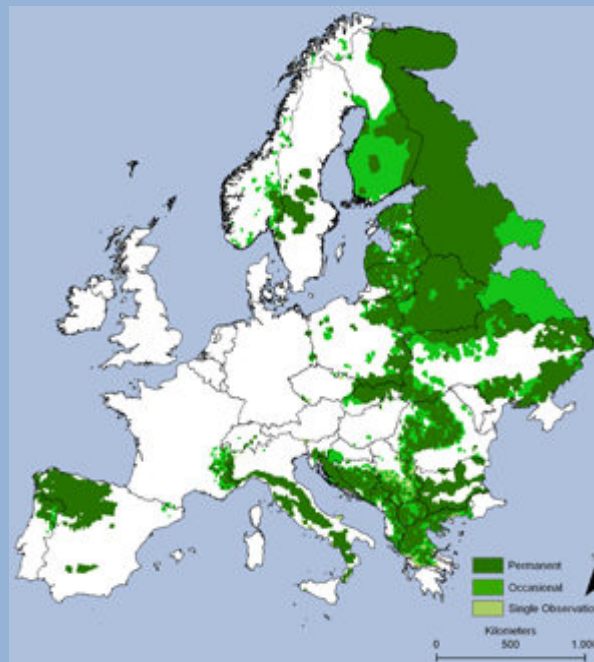 Permanent
Occasional
Single Observatio
Kilometers
0 500 1.00